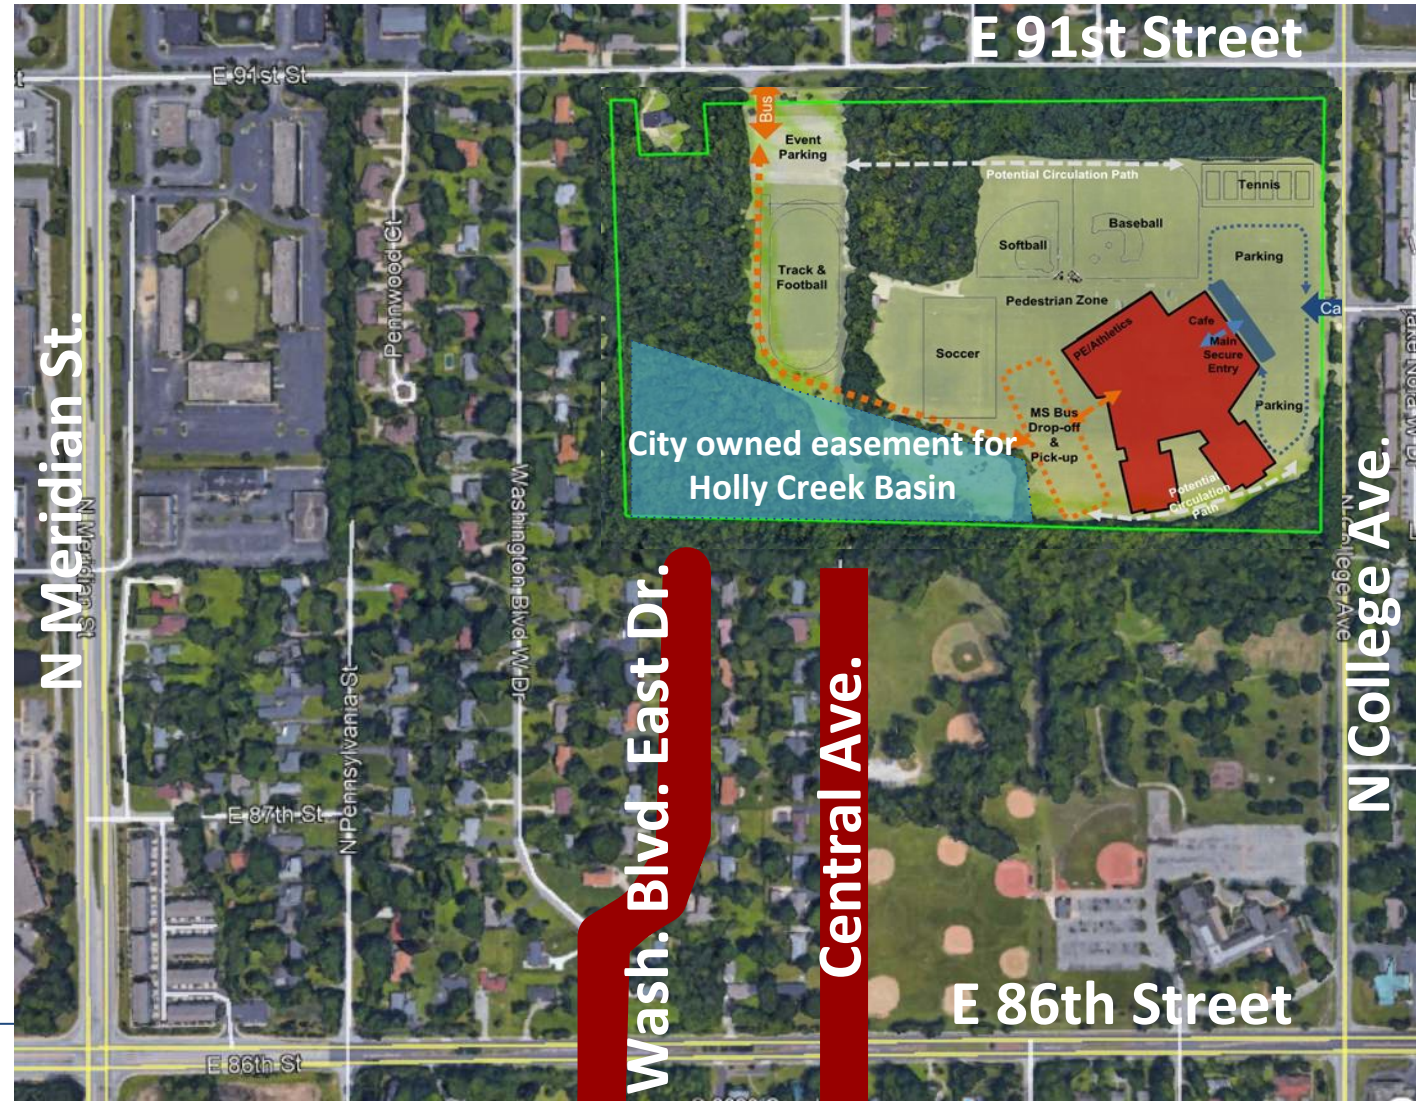 E 91st Street
E 91st St
Bus
Event
Parking
Potential Circulation Path
Tennis
Baseball
Softball
Parking
Track &
Football
Pedestrian Zone
Ca
Cafe
PE/Athletics
Main
Secure
Entry
Soccer
Parking
MS Bus
Drop-off
&
Pick-up
City owned easement for
Holly Creek Basin
Potential
Circulation
Path
Pennwood Ct
N Meridian St.
N Meridian St
Washington Blvd W Dr
N Pennsylvania St
E 87th St
Wash. Blvd. East Dr.
Central Ave.
N College Ave.
N College Ave
E 86th Street
E 86th St